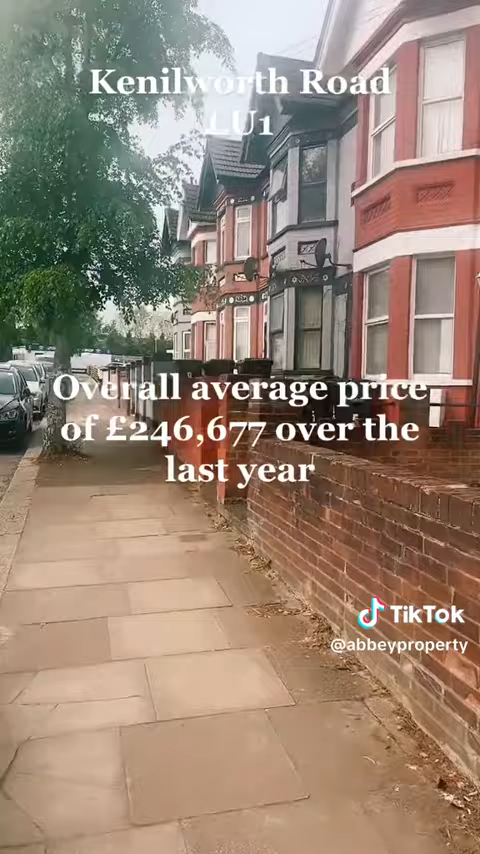 Kenilworth Road
LU1
Overall average price
of £246,677 over the
last year
TikTok
@abbeyproperty